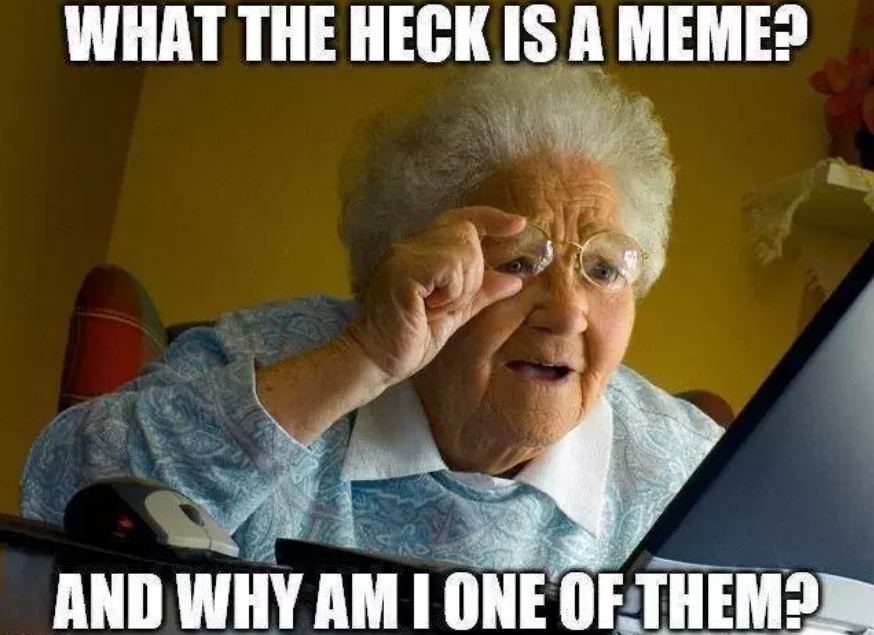 WHAT THE HECK IS A MEME?
AND WHY AM I ONE OF THEM?